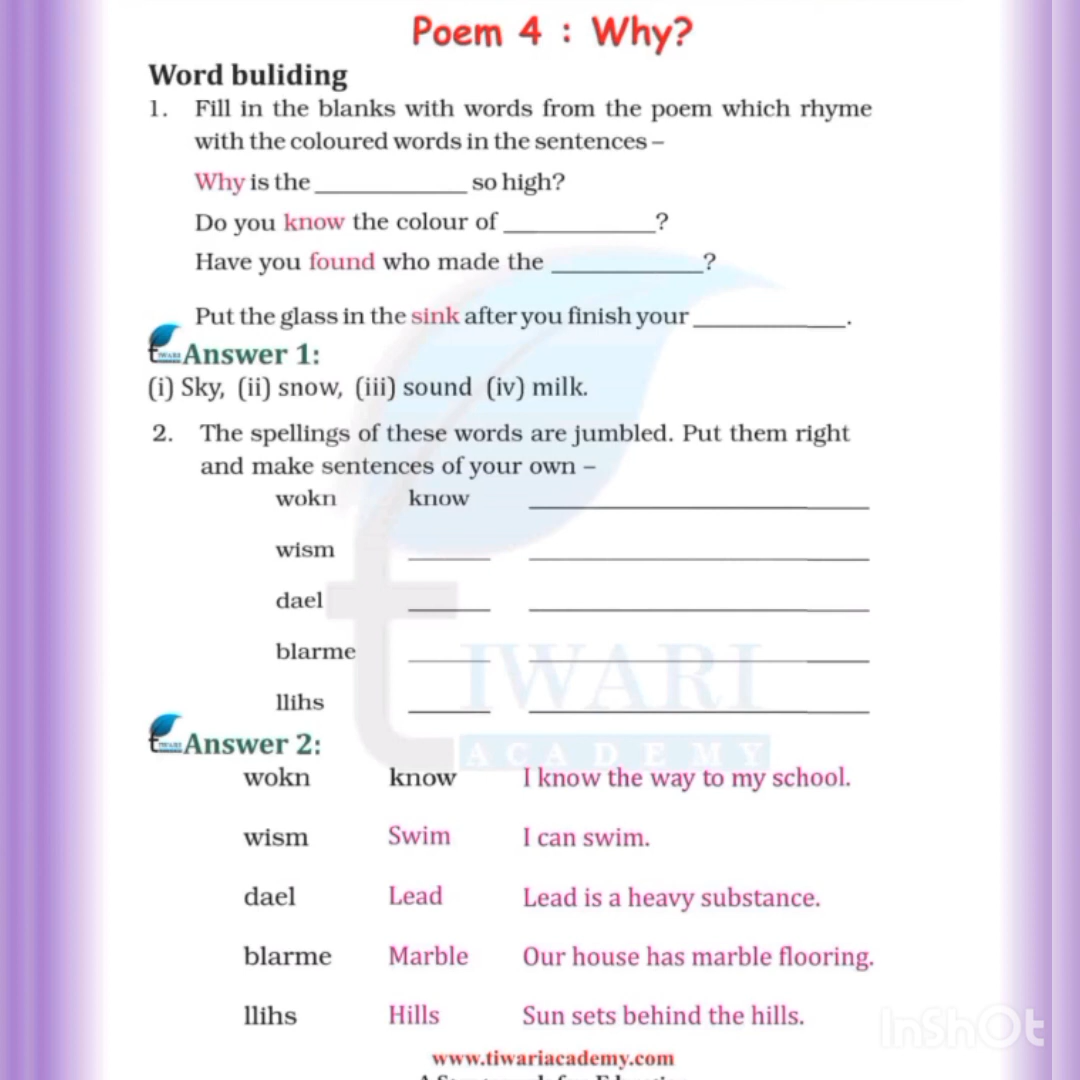 Poem 4 : Why?
Word buliding
1. Fill in the blanks with words from the poem which rhyme
with the coloured words in the sentences –
Why is the ____________ so high?
Do you know the colour of ____________?
Have you found who made the ____________?
Put the glass in the sink after you finish your ____________.
Answer 1:
(i) Sky, (ii) snow, (iii) sound (iv) milk.
2. The spellings of these words are jumbled. Put them right
and make sentences of your own –
wokn know ____________
wism ____________ ____________
dael ____________ ____________
blarme ____________ ____________
llihs ____________ ____________
TIWARI
ACADEMY
Answer 2:
wokn know I know the way to my school.
wism Swim I can swim.
dael Lead Lead is a heavy substance.
blarme Marble Our house has marble flooring.
llihs Hills Sun sets behind the hills.
InShOt
www.tiwariacademy.com